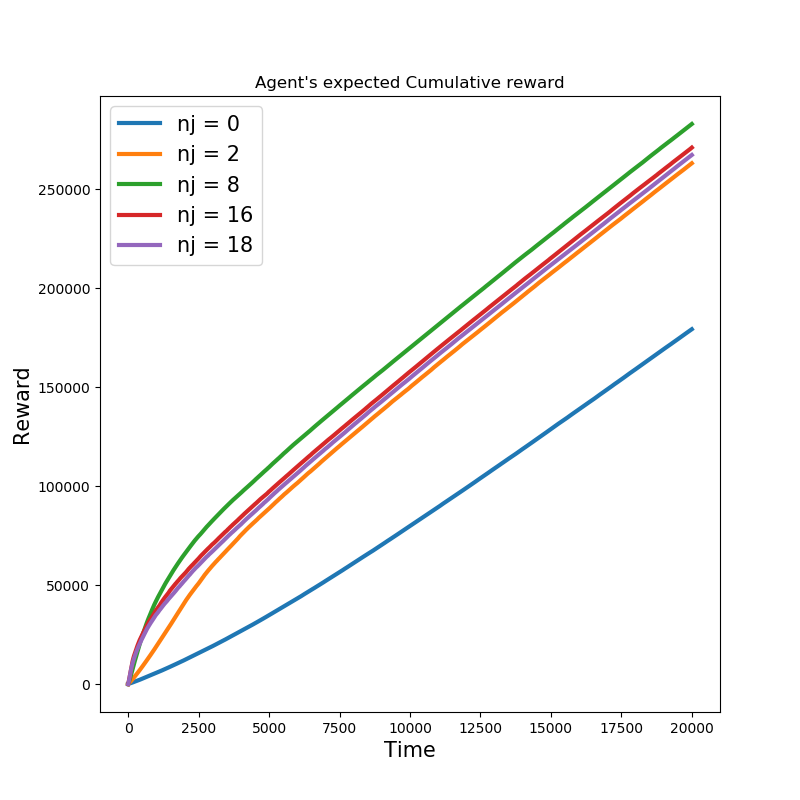 Agent's expected Cumulative reward
nj = 0
nj = 2
nj = 8
nj = 16
nj = 18
250000
200000
150000
100000
50000
0
Reward
0 2500 5000 7500 10000 12500 15000 17500 20000
Time